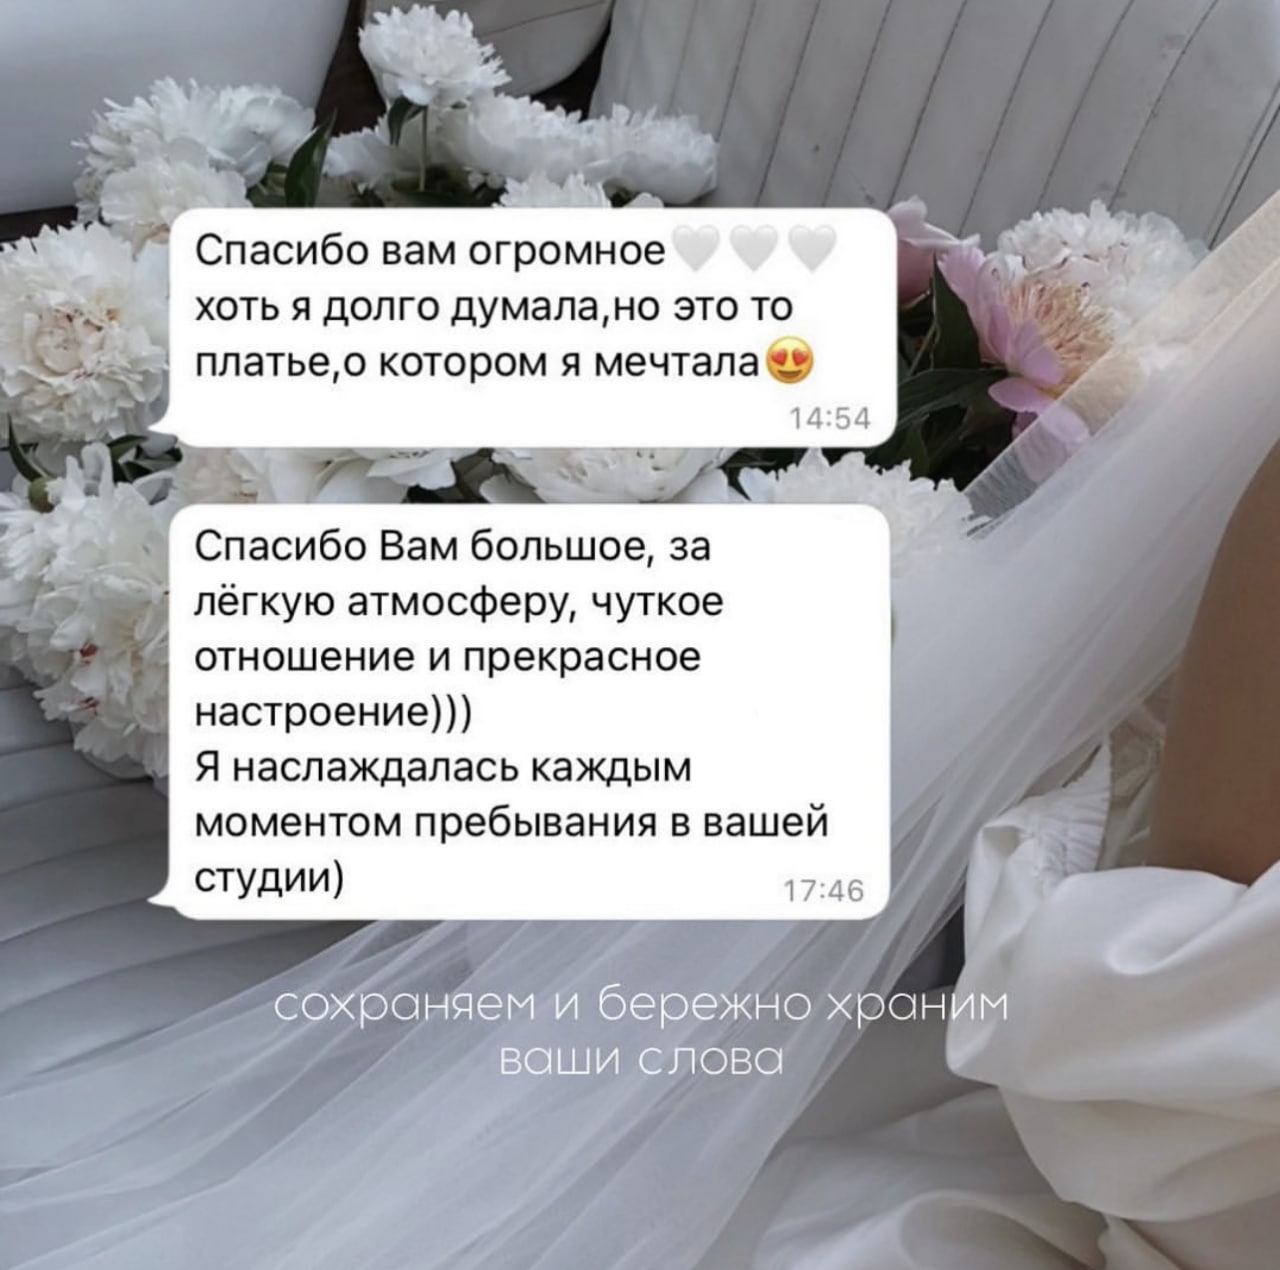 Спасибо вам огромное🤍🤍🤍
хоть я долго думала,но это то
платье,о котором я мечтала😍
14:54
Спасибо Вам большое, за
лёгкую атмосферу, чуткое
отношение и прекрасное
настроение)))
Я наслаждалась каждым
моментом пребывания в вашей
студии)
17:46
сохраняем и бережно храним
ваши слова